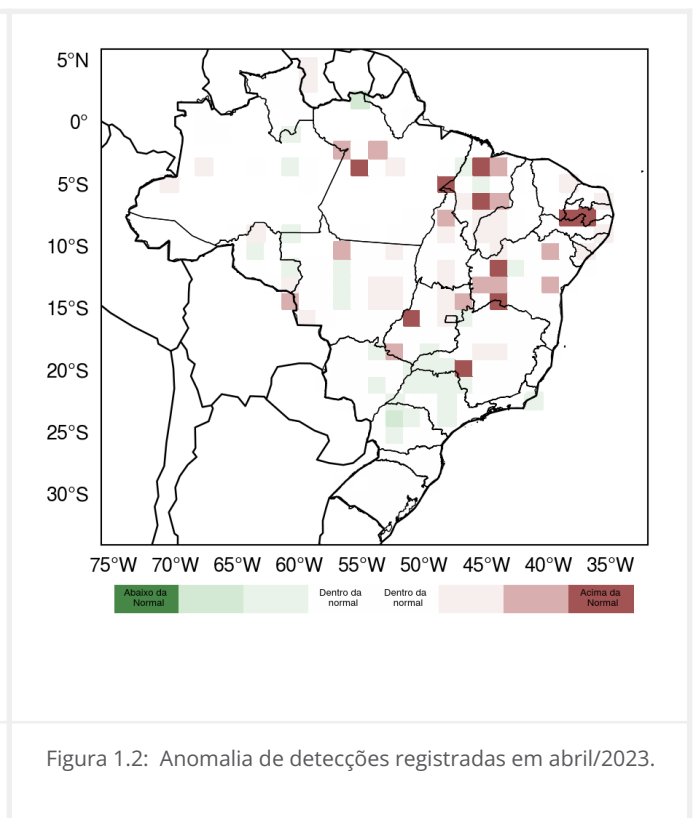 5°N
0°
5°S
10°S
15°S
20°S
25°S
30°S
75°W 70°W 65°W 60°W 55°W 50°W 45°W 40°W 35°W
Abaixo da Normal
Dentro da normal
Dentro da normal
Acima da Normal
Figura 1.2: Anomalia de detecções registradas em abril/2023.